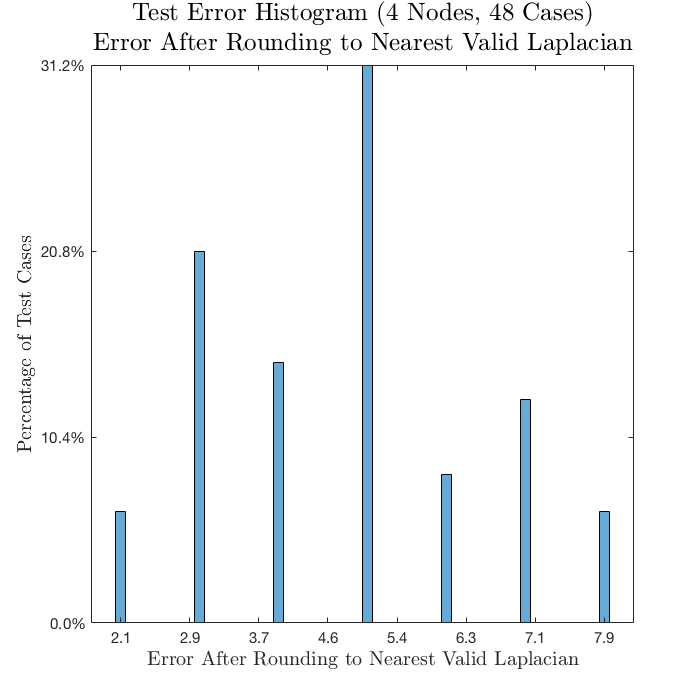 Test Error Histogram (4 Nodes, 48 Cases)
Error After Rounding to Nearest Valid Laplacian
31.2%
20.8%
10.4%
0.0%
Percentage of Test Cases
2.1 2.9 3.7 4.6 5.4 6.3 7.1 7.9
Error After Rounding to Nearest Valid Laplacian